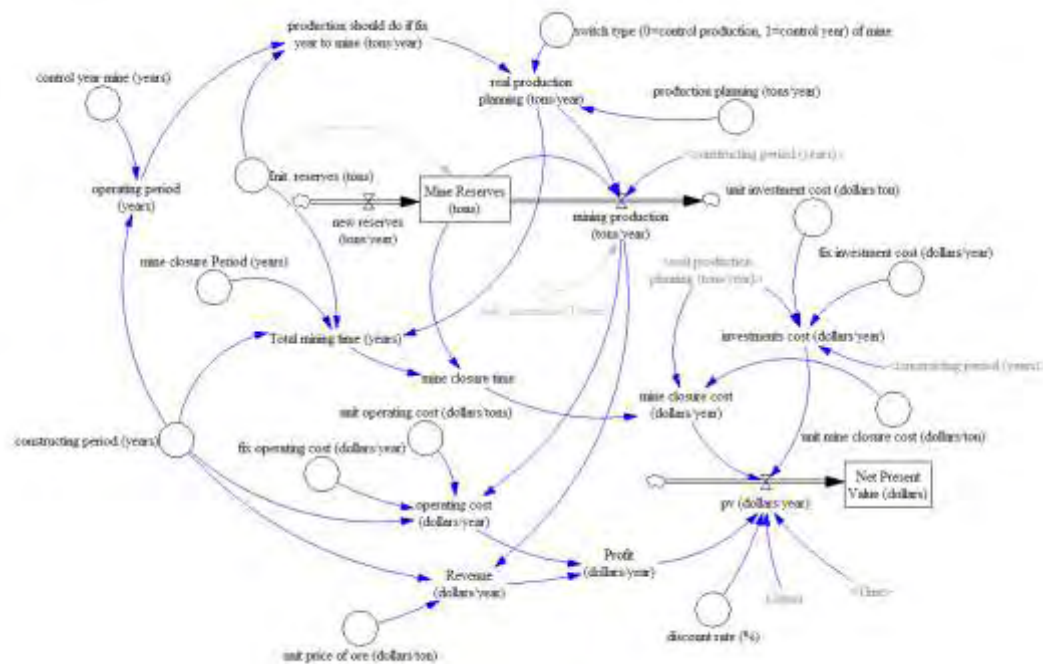 production should do if fix
year to mine (tons/year)
switch type (0=control production, 1=control year) of mine
control year mine (years)
real production
planning (tons/year)
production planning (tons/year)
operating period
(years)
Init. reserves (tons)
Mine Reserves
(tons)
<constructing period (years)>
unit investment cost (dollars/ton)
new reserves
(tons/year)
mining production
(tons/year)
mine closure Period (years)
<real production
planning (tons/year)>
fix investment cost (dollars/year)
Total mining time (years)
investments cost (dollars/year)
mine closure time
<constructing period (years)>
mine closure cost
(dollars/year)
unit operating cost (dollars/tons)
constructing period (years)
fix operating cost (dollars/year)
unit mine closure cost (dollars/ton)
operating cost
(dollars/year)
pv (dollars/year)
Net Present
Value (dollars)
Profit
(dollars/year)
Revenue
(dollars/year)
<Time>
discount rate (%)
unit price of ore (dollars/ton)